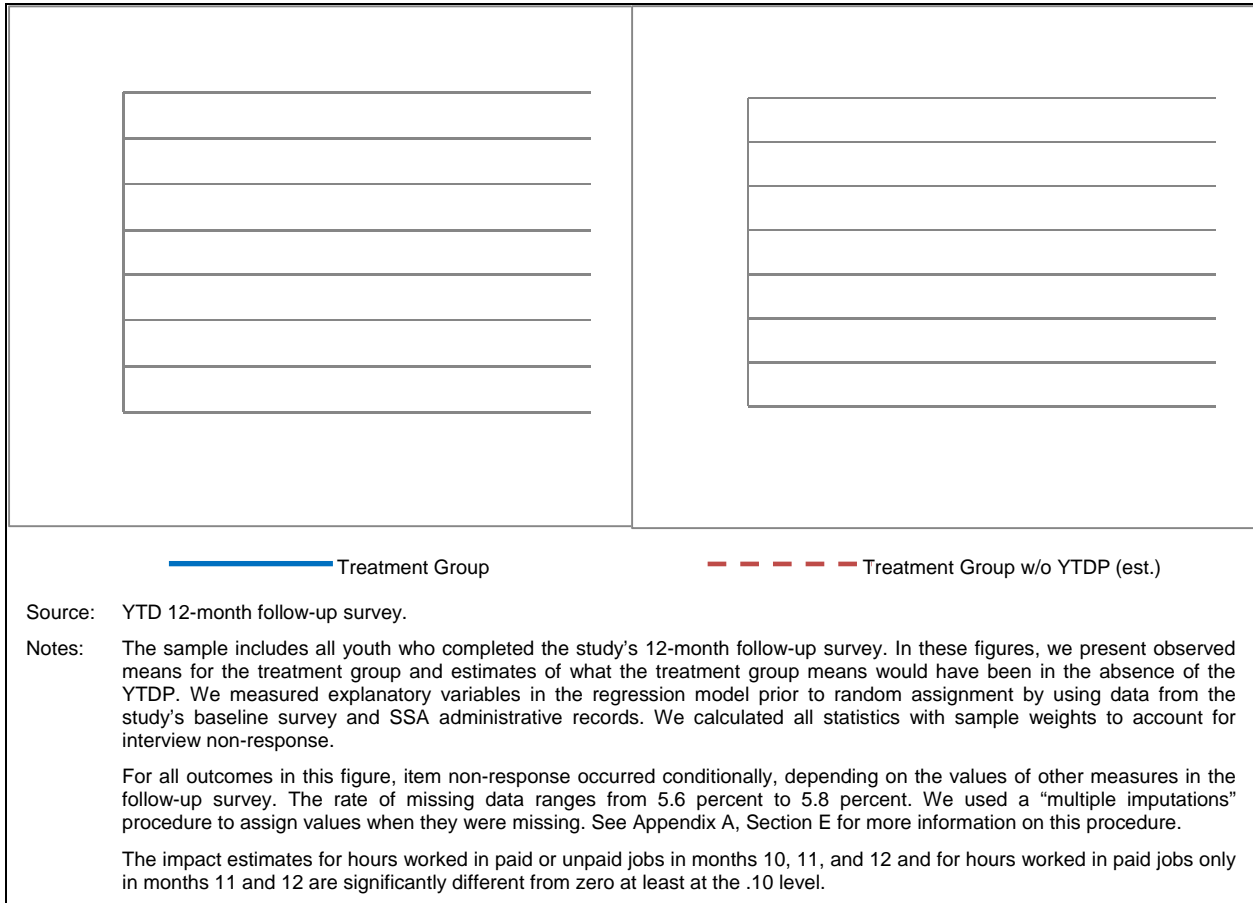 Treatment Group
Treatment Group w/o YTDP (est.)
Source: YTD 12-month follow-up survey.
Notes: The sample includes all youth who completed the study's 12-month follow-up survey. In these figures, we present observed
means for the treatment group and estimates of what the treatment group means would have been in the absence of the
YTDP. We measured explanatory variables in the regression model prior to random assignment by using data from the
study's baseline survey and SSA administrative records. We calculated all statistics with sample weights to account for
interview non-response.
For all outcomes in this figure, item non-response occurred conditionally, depending on the values of other measures in the
follow-up survey. The rate of missing data ranges from 5.6 percent to 5.8 percent. We used a “multiple imputations”
procedure to assign values when they were missing. See Appendix A, Section E for more information on this procedure.
The impact estimates for hours worked in paid or unpaid jobs in months 10, 11, and 12 and for hours worked in paid jobs only
in months 11 and 12 are significantly different from zero at least at the .10 level.